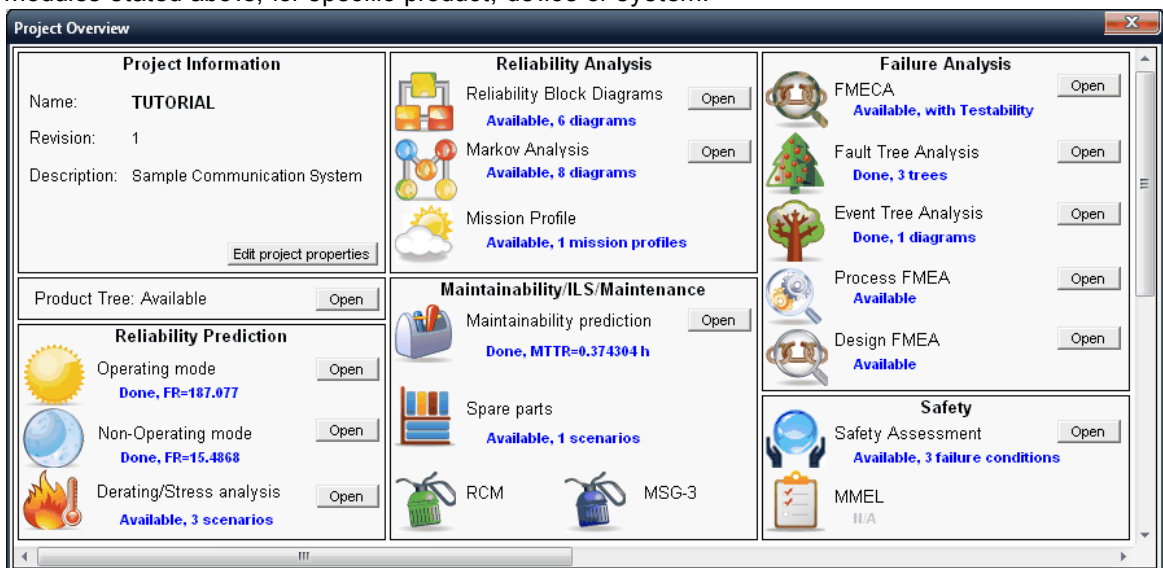 modules stated above, for specific product, device or system.
Project Overview
Project Information
Name: TUTORIAL
Revision: 1
Description: Sample Communication System
Edit project properties
Product Tree: Available Open
Reliability Prediction
Operating mode Open
Done, FR=187.077
Non-Operating mode Open
Done, FR=15.4868
Derating/Stress analysis Open
Available, 3 scenarios
Reliability Analysis
Reliability Block Diagrams Open
Available, 6 diagrams
Markov Analysis Open
Available, 8 diagrams
Mission Profile
Available, 1 mission profiles
Maintainability/ILS/Maintenance
Maintainability prediction Open
Done, MTTR=0.374304 h
Spare parts
Available, 1 scenarios
RCM MSG-3
Failure Analysis
FMECA Open
Available, with Testability
Fault Tree Analysis Open
Done, 3 trees
Event Tree Analysis Open
Done, 1 diagrams
Process FMEA Open
Available
Design FMEA Open
Available
Safety
Safety Assessment Open
Available, 3 failure conditions
MMEL
N/A